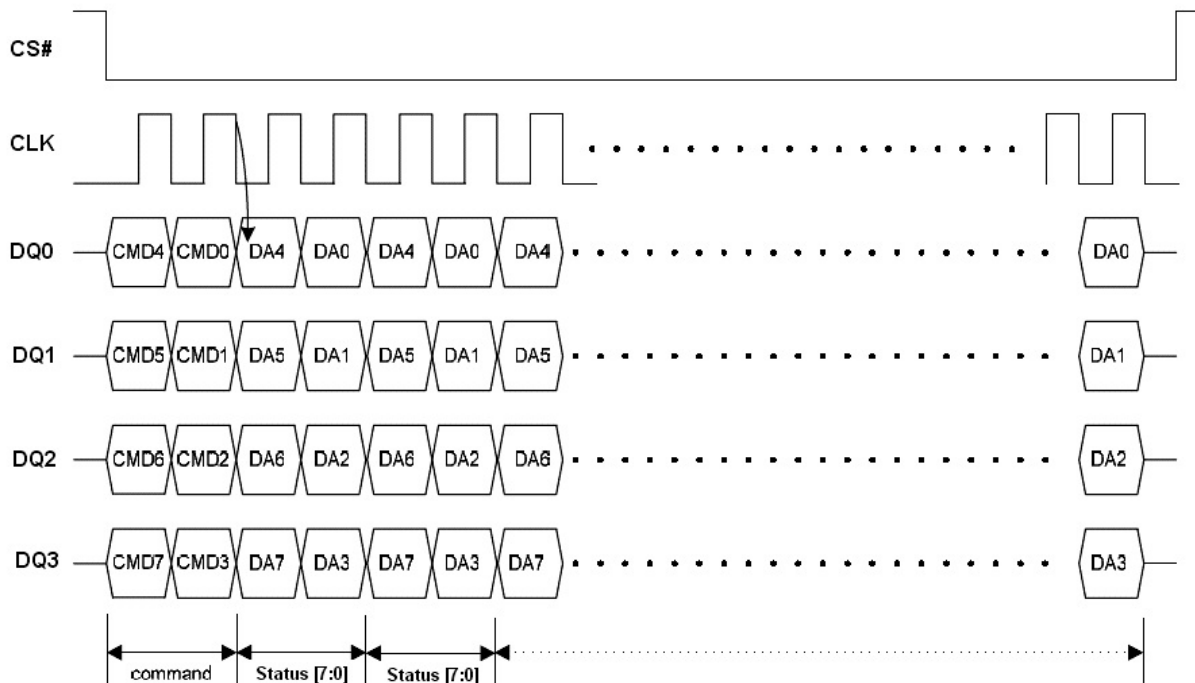 CS#
CLK
DQ0 CMD4 CMD0 DA4 DA0 DA4 DA0 DA4 DA0
DQ1 CMD5 CMD1 DA5 DA1 DA5 DA1 DA5 DA1
DQ2 CMD6 CMD2 DA6 DA2 DA6 DA2 DA6 DA2
DQ3 CMD7 CMD3 DA7 DA3 DA7 DA3 DA7 DA3
command Status [7:0] Status [7:0]